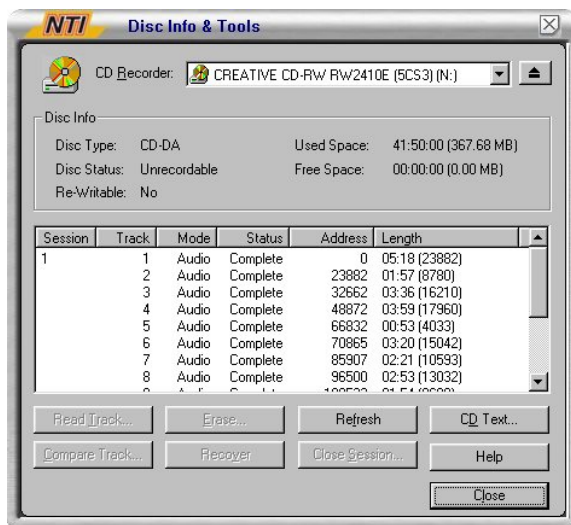 NTI Disc Info & Tools
CD Recorder: CREATIVE CD-RW RW2410E (5CS3) (N:)
Disc Info
Disc Type: CD-DA Used Space: 41:50:00 (367.68 MB)
Disc Status: Unrecordable Free Space: 00:00:00 (0.00 MB)
Re-Writable: No
Session Track Mode Status Address Length
1 1 Audio Complete 0 05:18 (23882)
2 Audio Complete 23882 01:57 (8780)
3 Audio Complete 32662 03:36 (16210)
4 Audio Complete 48872 03:59 (17960)
5 Audio Complete 66832 00:53 (4033)
6 Audio Complete 70865 03:20 (15042)
7 Audio Complete 85907 02:21 (10593)
8 Audio Complete 96500 02:53 (13032)
Read Track... Erase... Refresh CD Text...
Compare Track... Recover Close Session... Help
Close